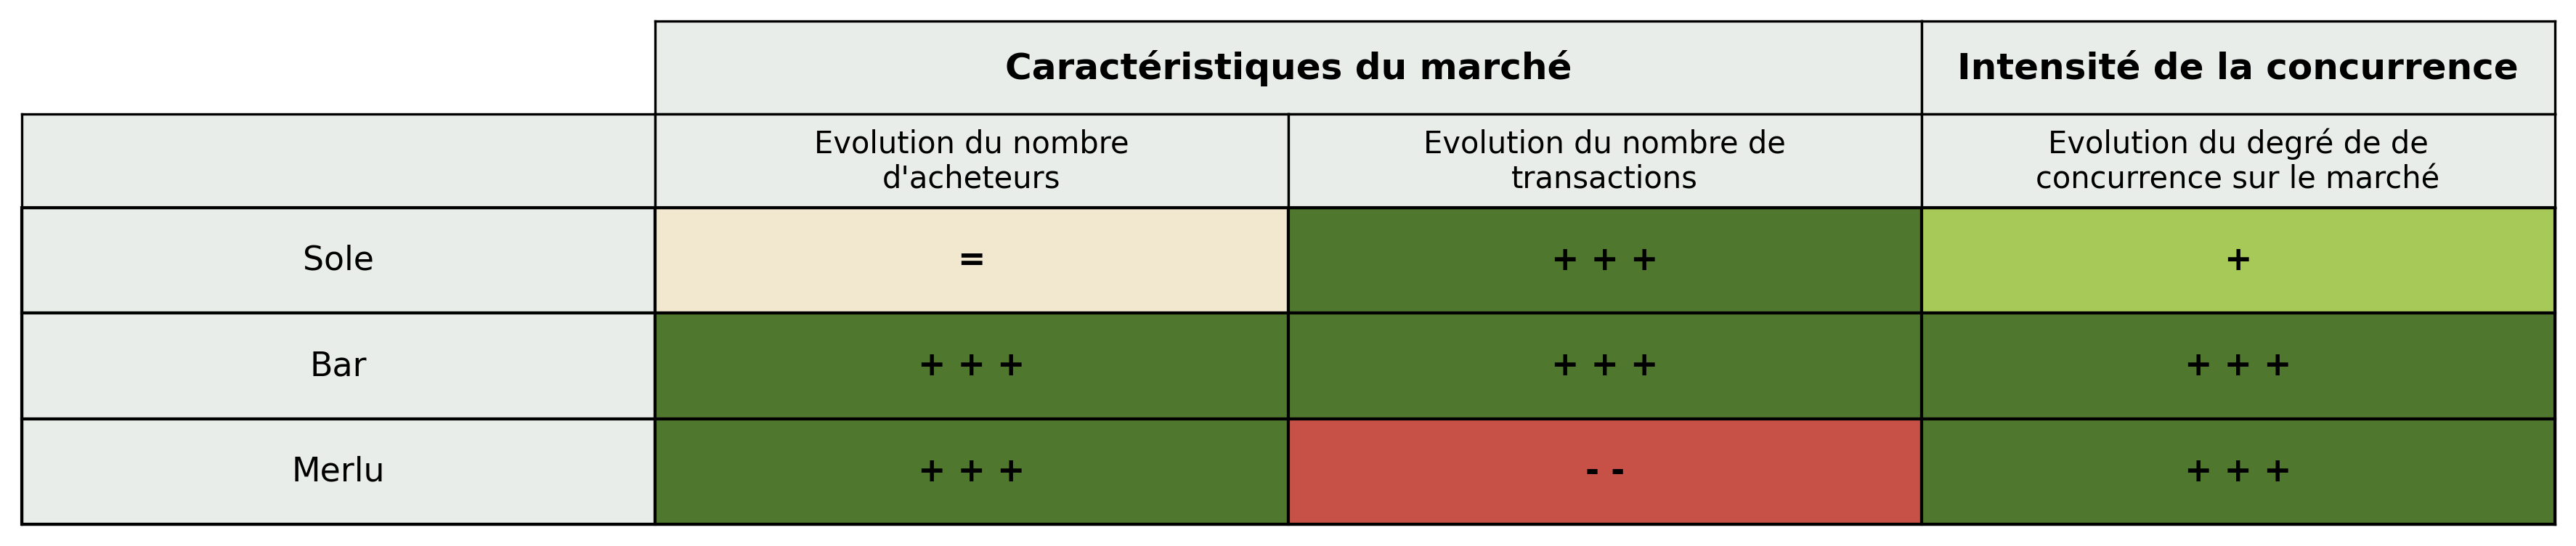 Caractéristiques du marché
Intensité de la concurrence
Evolution du nombre
d'acheteurs
Evolution du nombre de
transactions
Evolution du degré de de
concurrence sur le marché
Sole
=
+ + +
+
Bar
+ + +
+ + +
+ + +
Merlu
+ + +
- -
+ + +